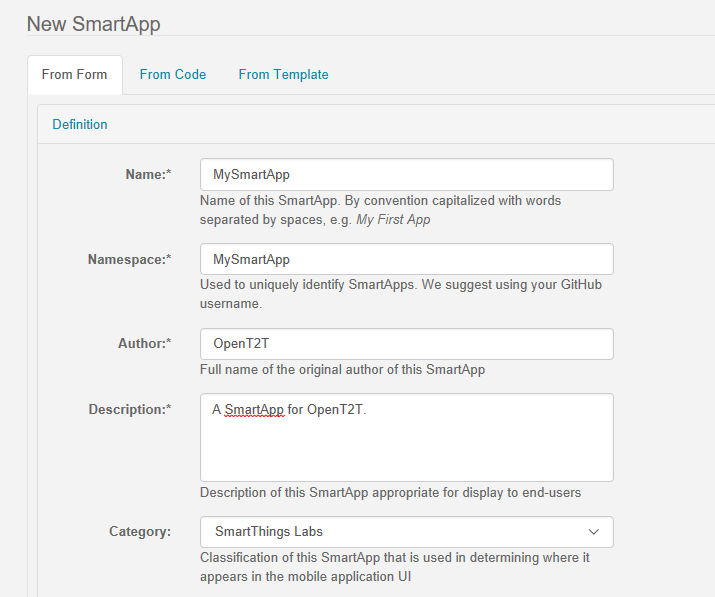 New SmartApp
From Form From Code From Template
Definition
Name:* MySmartApp
Name of this SmartApp. By convention capitalized with words
separated by spaces, e.g. My First App
Namespace:* MySmartApp
Used to uniquely identify SmartApps. We suggest using your GitHub
username.
Author:* OpenT2T
Full name of the original author of this SmartApp
Description:* A SmartApp for OpenT2T.
Description of this SmartApp appropriate for display to end-users
Category: SmartThings Labs
Classification of this SmartApp that is used in determining where it
appears in the mobile application UI